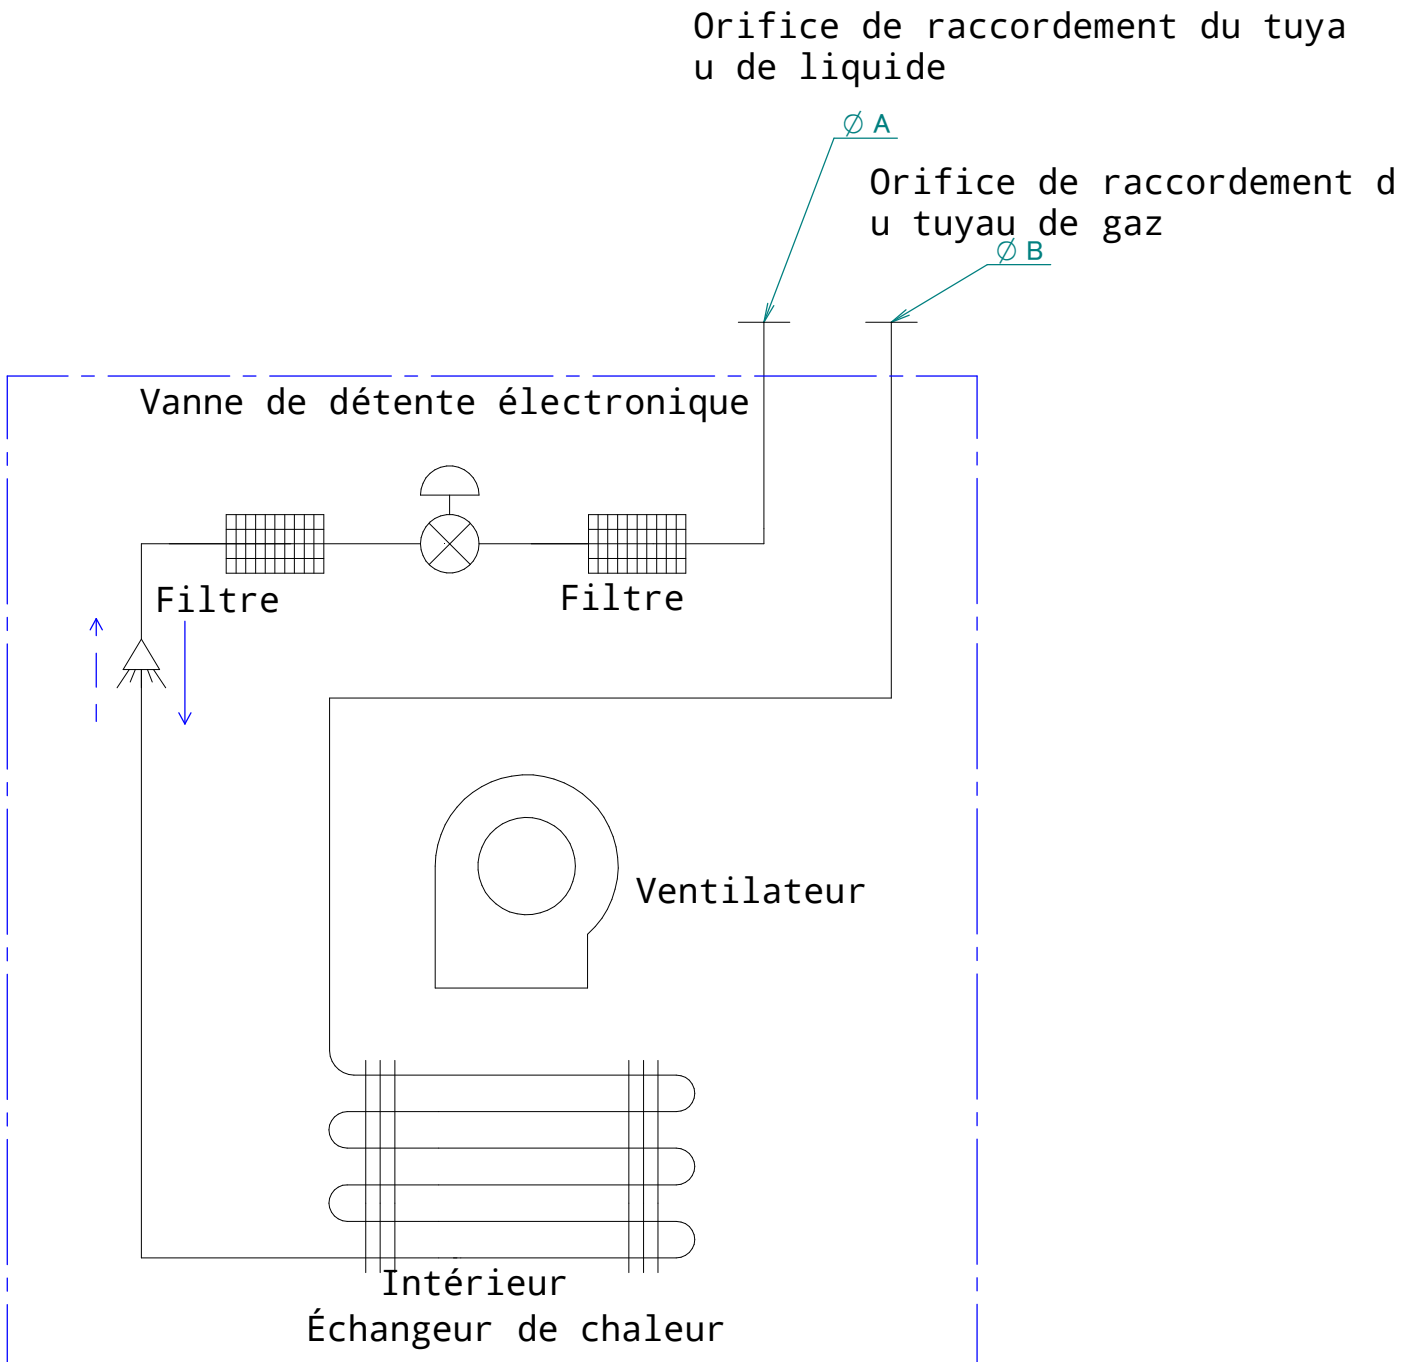 Orifice de raccordement du tuya
u de liquide
∅ A
Orifice de raccordement d
u tuyau de gaz
∅ B
Vanne de détente électronique
Filtre
Filtre
Ventilateur
Intérieur
Échangeur de chaleur